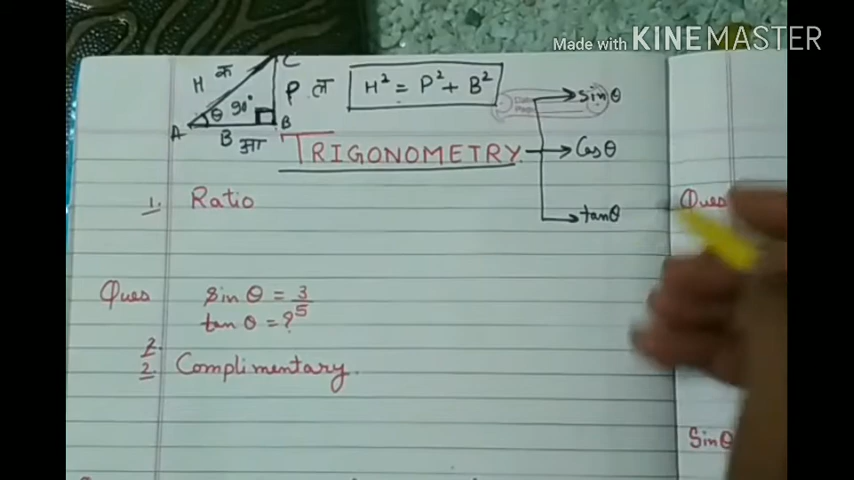 Made with KINEMASTER
C
H क
P ल
H² = P² + B²
sinθ
θ 90°
A
B
B आ
TRIGONOMETRY
Cosθ
tanθ
1. Ratio
Ques
Ques sin θ = 3/5
tan θ = ?
2.
2. Complimentary.
Sinθ